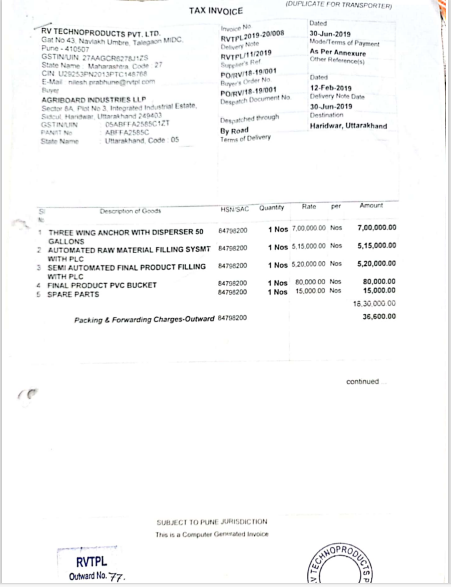 TAX INVOICE
(DUPLICATE FOR TRANSPORTER)
RV TECHNOPRODUCTS PVT. LTD.
Gat No 43, Navlakh Umbre, Talegaon MIDC,
Pune - 410507
GSTIN/UIN 27AAGCR6278J1ZS
State Name Maharashtra, Code : 27
CIN U29253PN2013PTC148768
E-Mail : nilesh.prabhune@rvtpl.com
Buyer
AGRIBOARD INDUSTRIES LLP
Sector 8A, Plot No 3, Integrated Industrial Estate,
Sidcul, Haridwar, Uttarakhand 249403
GSTIN/UIN 05ABFFA2585C1ZT
PAN/IT No ABFFA2585C
State Name Uttarakhand, Code : 05
Invoice No
RVTPL2019-20/008
Delivery Note
RVTPL/11/2019
Supplier's Ref
PO/RV/18-19/001
Buyer's Order No
PO/RV/18-19/001
Despatch Document No
Despatched through
By Road
Terms of Delivery
Dated
30-Jun-2019
Mode/Terms of Payment
As Per Annexure
Other Reference(s)
Dated
12-Feb-2019
Delivery Note Date
30-Jun-2019
Destination
Haridwar, Uttarakhand
Sl No Description of Goods HSN/SAC Quantity Rate per Amount
1 THREE WING ANCHOR WITH DISPERSER 50 84798200 1 Nos 7,00,000.00 Nos 7,00,000.00
GALLONS
2 AUTOMATED RAW MATERIAL FILLING SYSMT 84798200 1 Nos 5,15,000.00 Nos 5,15,000.00
WITH PLC
3 SEMI AUTOMATED FINAL PRODUCT FILLING 84798200 1 Nos 5,20,000.00 Nos 5,20,000.00
WITH PLC
4 FINAL PRODUCT PVC BUCKET 84798200 1 Nos 80,000.00 Nos 80,000.00
5 SPARE PARTS 84798200 1 Nos 15,000.00 Nos 15,000.00
18,30,000.00
Packing & Forwarding Charges-Outward 84798200 36,600.00
continued
SUBJECT TO PUNE JURISDICTION
This is a Computer Generated Invoice
RVTPL
Outward No. 77.
V TECHNOPRODUCTS P